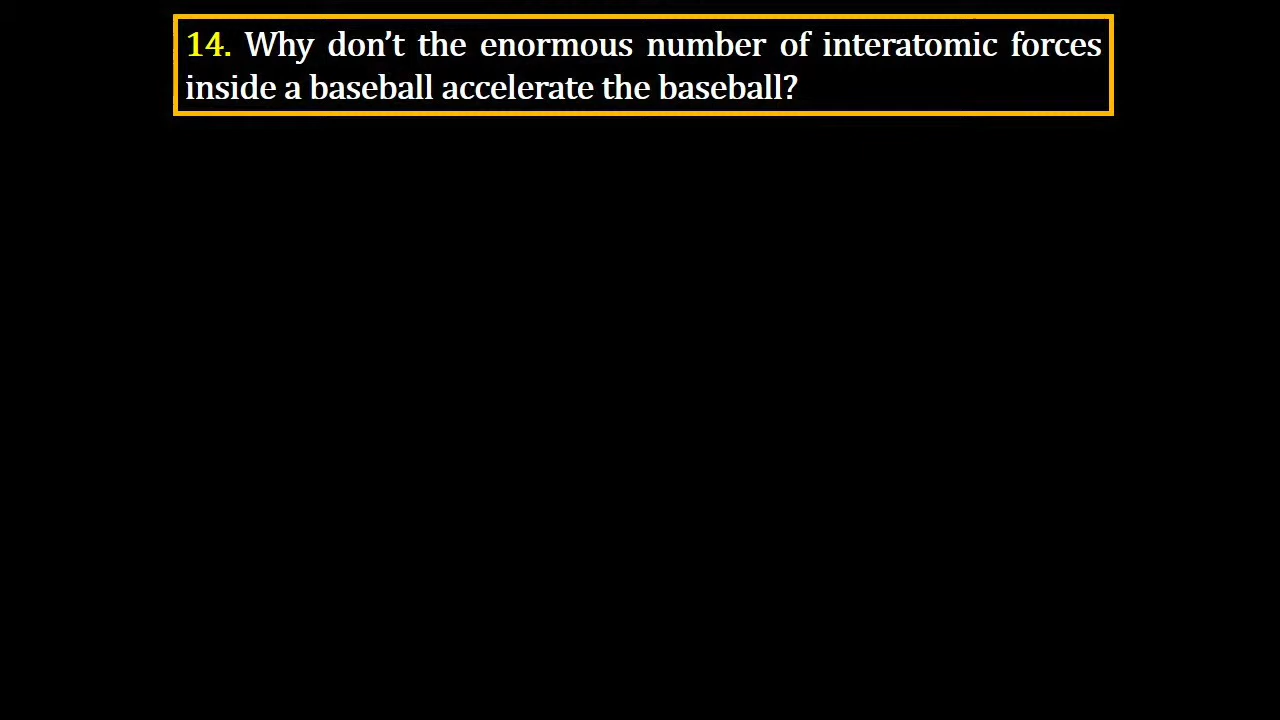 14. Why don’t the enormous number of interatomic forces
inside a baseball accelerate the baseball?